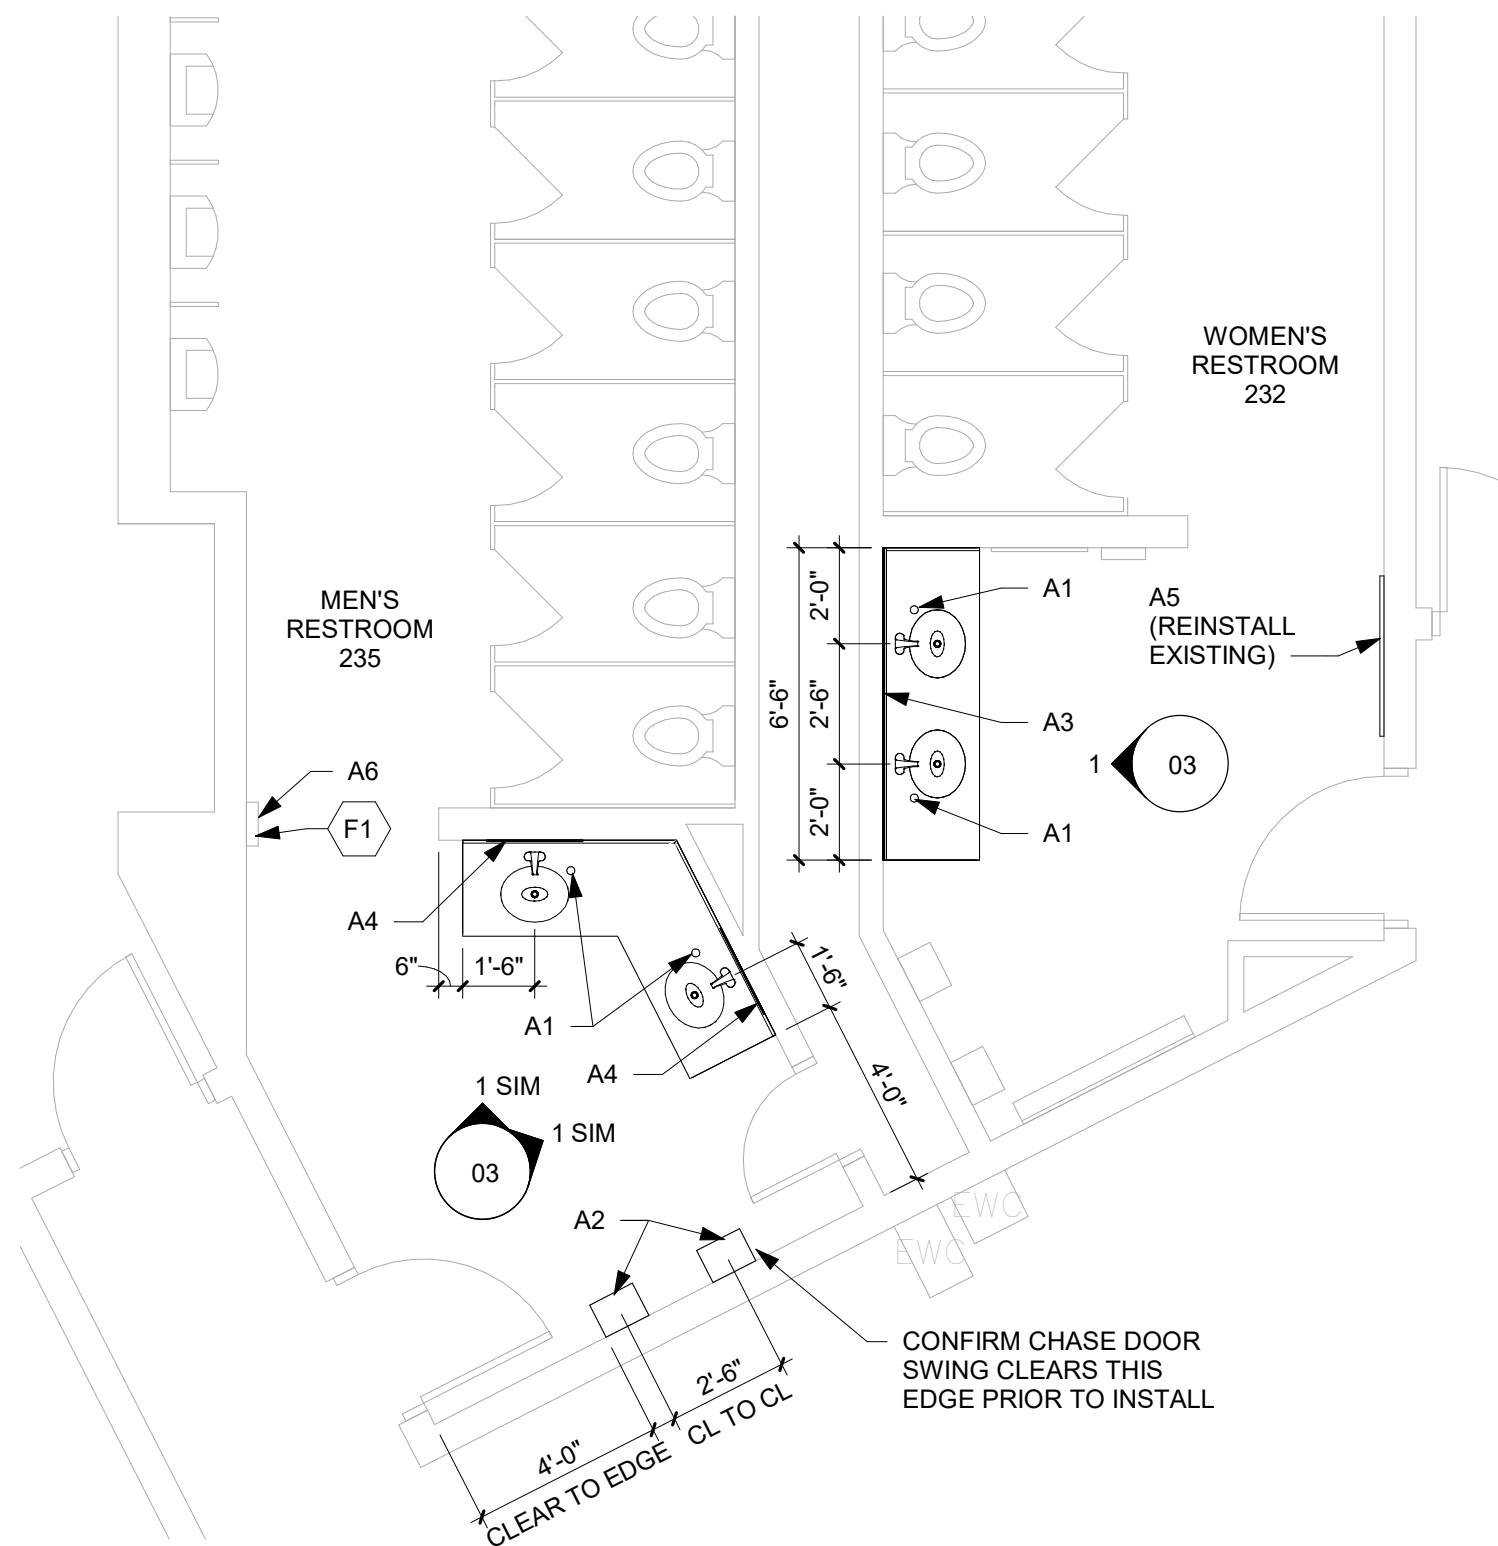 WOMEN'S
RESTROOM
232
MEN'S
RESTROOM
235
A1
A5
(REINSTALL
EXISTING)
2'-0"
6'-6"
2'-6"
A3
1
03
2'-0"
A1
A6
F1
A4
6"
1'-6"
1'-6"
A1
A4
4'-0"
1 SIM
1 SIM
03
A2
EWC
EWC
CONFIRM CHASE DOOR
SWING CLEARS THIS
EDGE PRIOR TO INSTALL
2'-6"
CL TO CL
4'-0"
CLEAR TO EDGE